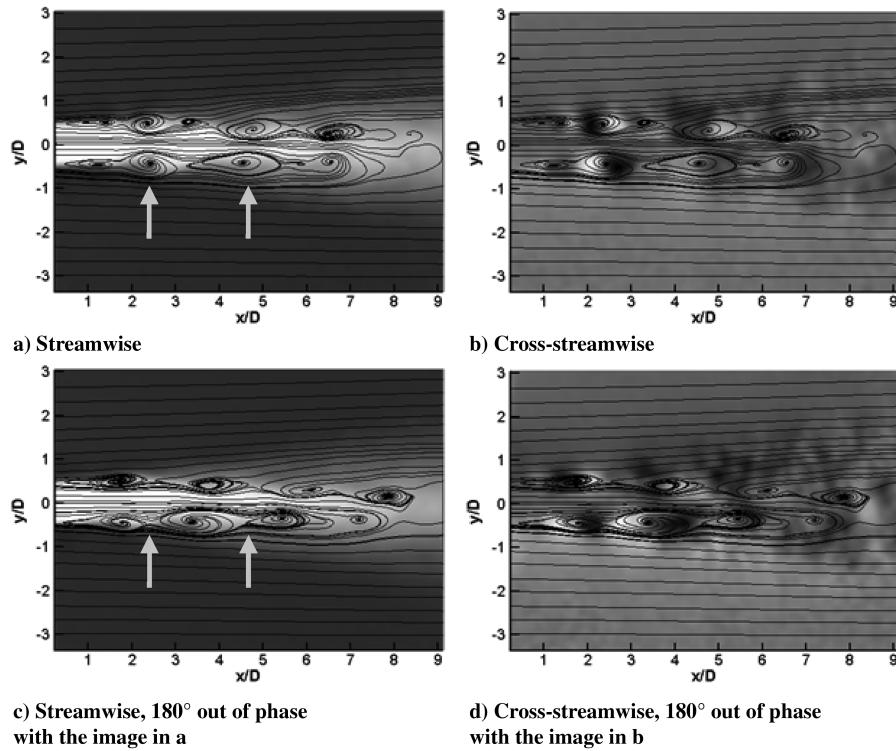 3
2
1
0
-1
-2
-3
y/D
1 2 3 4 5 6 7 8 9
x/D
a) Streamwise
3
2
1
0
-1
-2
-3
y/D
1 2 3 4 5 6 7 8 9
x/D
b) Cross-streamwise
3
2
1
0
-1
-2
-3
y/D
1 2 3 4 5 6 7 8 9
x/D
c) Streamwise, 180° out of phase
with the image in a
3
2
1
0
-1
-2
-3
y/D
1 2 3 4 5 6 7 8 9
x/D
d) Cross-streamwise, 180° out of phase
with the image in b